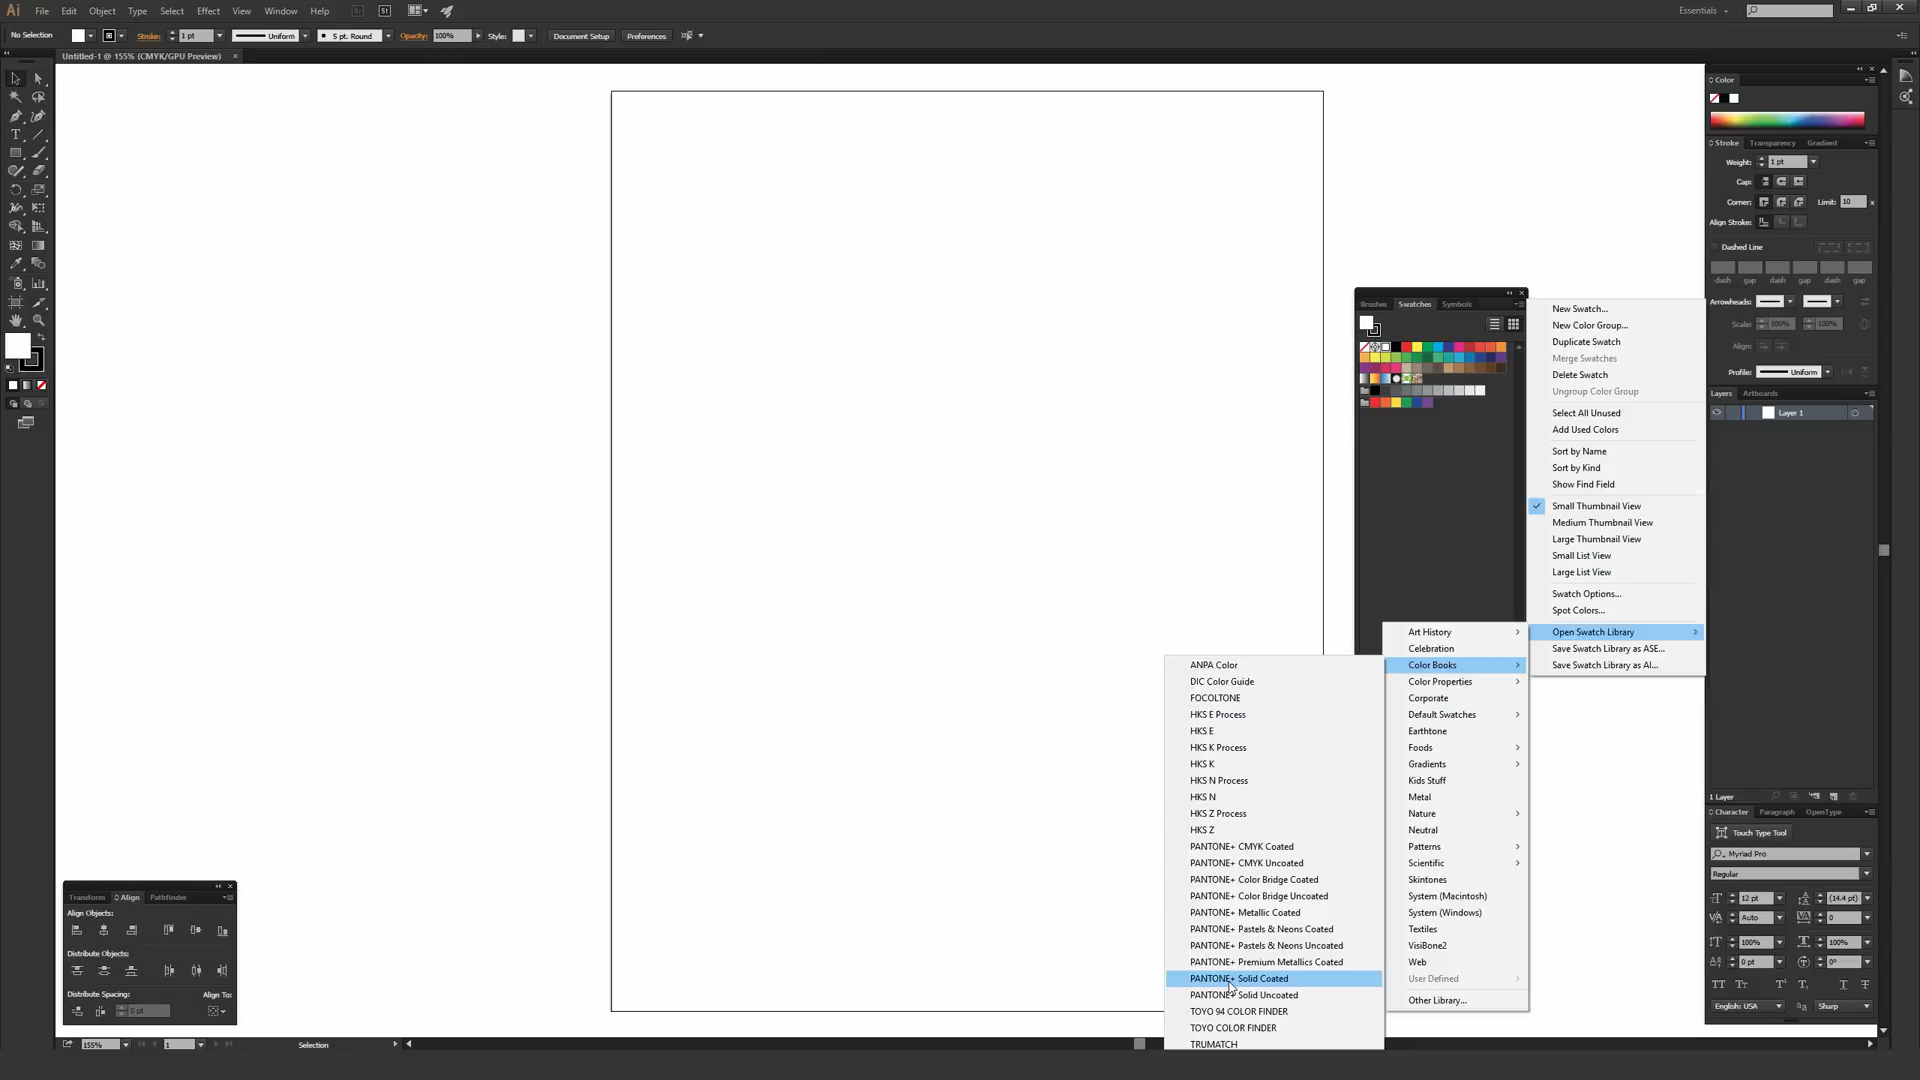 Ai File Edit Object Type Select Effect View Window Help Br St Essentials
No Selection Stroke: 1 pt Uniform 5 pt. Round Opacity: 100% Style: Document Setup Preferences
Untitled-1 @ 155% (CMYK/GPU Preview)
Color
Stroke Transparency Gradient
Weight: 1 pt
Cap:
Corner: Limit: 10 x
Align Stroke:
Dashed Line
dash gap dash gap dash gap
Arrowheads:
Scale: 100% 100%
Align:
Profile: Uniform
Layers Artboards
Layer 1
1 Layer
Character Paragraph OpenType
Touch Type Tool
Myriad Pro
Regular
12 pt (14.4 pt)
Auto 0
100% 100%
0 pt 0°
English: USA Sharp
Brushes Swatches Symbols
New Swatch...
New Color Group...
Duplicate Swatch
Merge Swatches
Delete Swatch
Ungroup Color Group
Select All Unused
Add Used Colors
Sort by Name
Sort by Kind
Show Find Field
Small Thumbnail View
Medium Thumbnail View
Large Thumbnail View
Small List View
Large List View
Swatch Options...
Spot Colors...
Open Swatch Library
Save Swatch Library as ASE...
Save Swatch Library as AI...
Art History
Celebration
Color Books
Color Properties
Corporate
Default Swatches
Earthtone
Foods
Gradients
Kids Stuff
Metal
Nature
Neutral
Patterns
Scientific
Skintones
System (Macintosh)
System (Windows)
Textiles
VisiBone2
Web
User Defined
Other Library...
ANPA Color
DIC Color Guide
FOCOLTONE
HKS E Process
HKS E
HKS K Process
HKS K
HKS N Process
HKS N
HKS Z Process
HKS Z
PANTONE+ CMYK Coated
PANTONE+ CMYK Uncoated
PANTONE+ Color Bridge Coated
PANTONE+ Color Bridge Uncoated
PANTONE+ Metallic Coated
PANTONE+ Pastels & Neons Coated
PANTONE+ Pastels & Neons Uncoated
PANTONE+ Premium Metallics Coated
PANTONE+ Solid Coated
PANTONE+ Solid Uncoated
TOYO 94 COLOR FINDER
TOYO COLOR FINDER
TRUMATCH
Transform Align Pathfinder
Align Objects:
Distribute Objects:
Distribute Spacing: Align To:
0 pt
155% 1 Selection